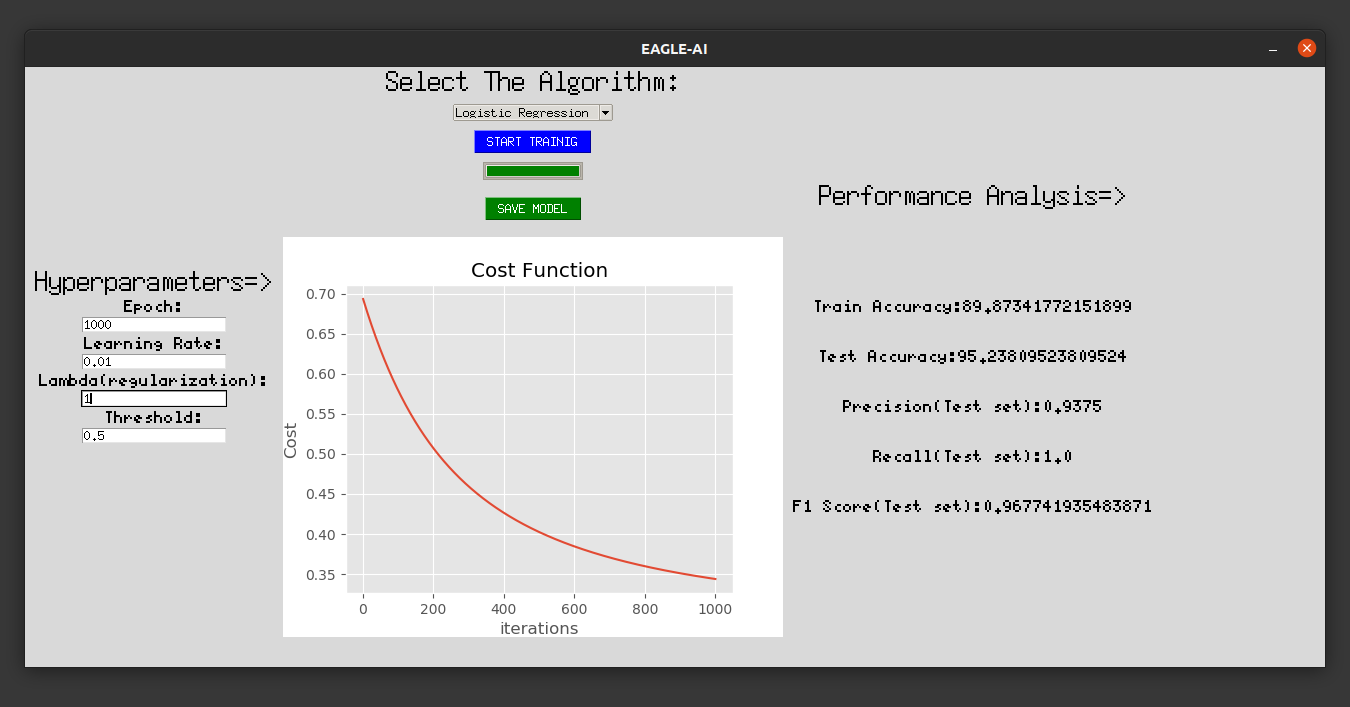 EAGLE-AI
Select The Algorithm:
Logistic Regression
START TRAINIG
SAVE MODEL
Hyperparameters=>
Epoch:
1000
Learning Rate:
0.01
Lambda(regularization):
1
Threshold:
0.5
Cost Function
Cost
0.70
0.65
0.60
0.55
0.50
0.45
0.40
0.35
0 200 400 600 800 1000
iterations
Performance Analysis=>
Train Accuracy:89.87341772151899
Test Accuracy:95.23809523809524
Precision(Test set):0.9375
Recall(Test set):1.0
F1 Score(Test set):0.967741935483871